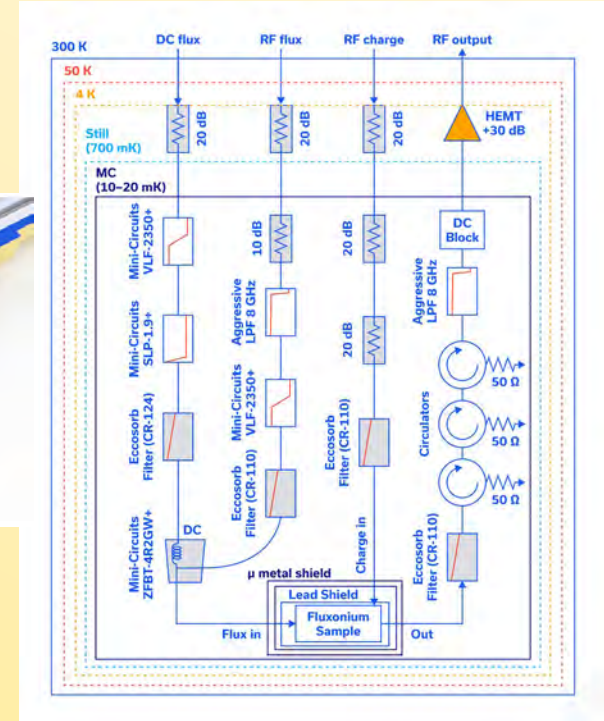 DC flux
RF flux
RF charge
RF output
300 K
50 K
4 K
20 dB
20 dB
20 dB
HEMT
+30 dB
Still
(700 mK)
MC
(10–20 mK)
Mini-Circuits
VLF-2350+
10 dB
20 dB
DC
Block
Aggressive
LPF 8 GHz
Aggressive
LPF 8 GHz
Mini-Circuits
SLP-1.9+
20 dB
50 Ω
Mini-Circuits
VLF-2350+
Circulators
50 Ω
Eccosorb
Filter (CR-124)
Eccosorb
Filter (CR-110)
Eccosorb
Filter (CR-110)
50 Ω
Mini-Circuits
ZFBT-4R2GW+
DC
Eccosorb
Filter (CR-110)
Charge in
μ metal shield
Lead Shield
Fluxonium
Sample
Flux in
Out